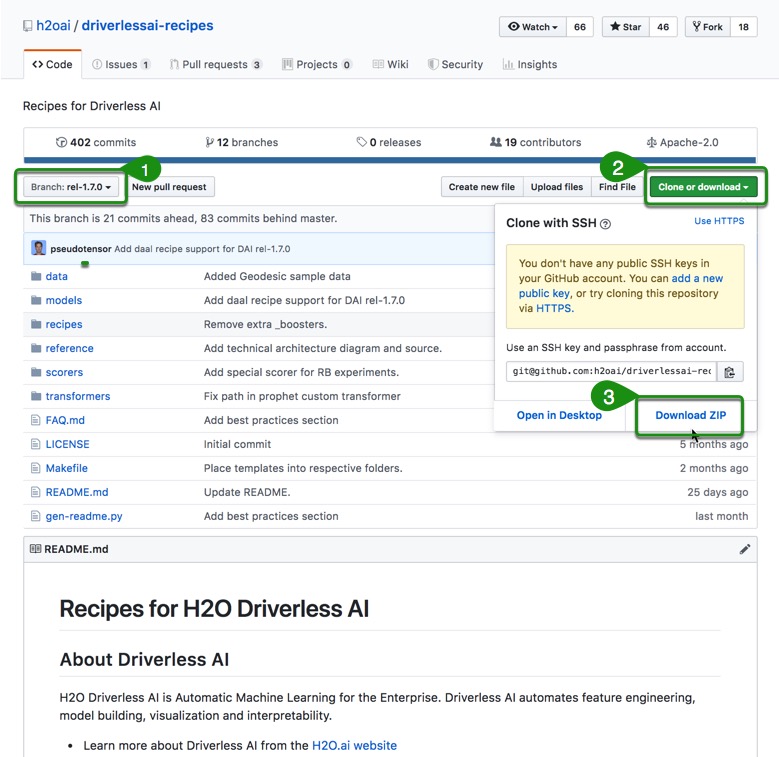 h2oai / driverlessai-recipes
Watch 66 Star 46 Fork 18
Code Issues 1 Pull requests 3 Projects 0 Wiki Security Insights
Recipes for Driverless AI
402 commits 12 branches 0 releases 19 contributors Apache-2.0
1 2
Branch: rel-1.7.0 New pull request Create new file Upload files Find File Clone or download
This branch is 21 commits ahead, 83 commits behind master.
Clone with SSH Use HTTPS
pseudotensor Add daal recipe support for DAI rel-1.7.0
You don't have any public SSH keys in
your GitHub account. You can add a new
public key, or try cloning this repository
via HTTPS.
Use an SSH key and passphrase from account.
git@github.com:h2oai/driverlessai-rec
3
Open in Desktop Download ZIP
data Added Geodesic sample data
models Add daal recipe support for DAI rel-1.7.0
recipes Remove extra _boosters.
reference Add technical architecture diagram and source.
scorers Add special scorer for RB experiments.
transformers Fix path in prophet custom transformer
FAQ.md Add best practices section
LICENSE Initial commit 5 months ago
Makefile Place templates into respective folders. 2 months ago
README.md Update README. 25 days ago
gen-readme.py Add best practices section last month
README.md
Recipes for H2O Driverless AI
About Driverless AI
H2O Driverless AI is Automatic Machine Learning for the Enterprise. Driverless AI automates feature engineering,
model building, visualization and interpretability.
• Learn more about Driverless AI from the H2O.ai website